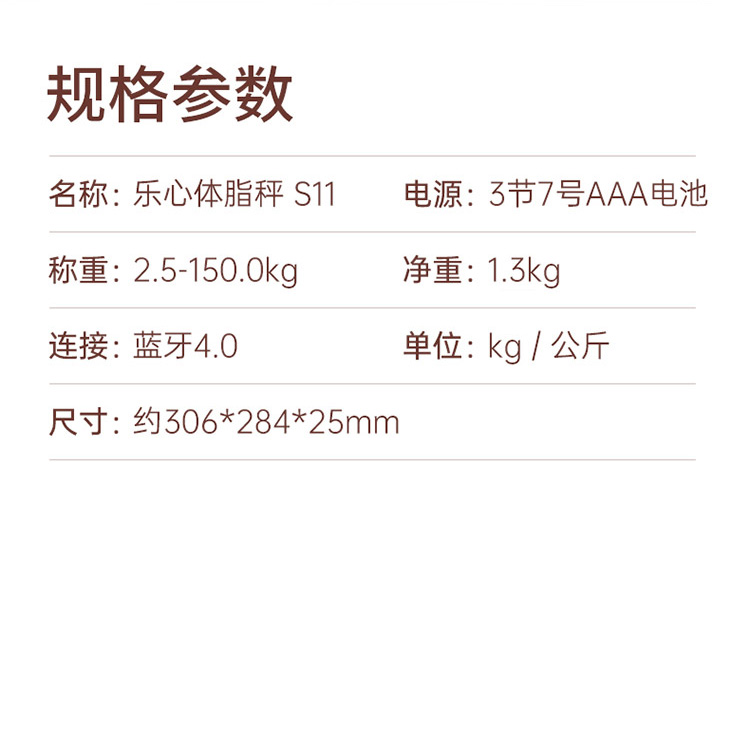 规格参数
名称：乐心体脂秤 S11 电源：3节7号AAA电池
称重：2.5-150.0kg 净重：1.3kg
连接：蓝牙4.0 单位：kg / 公斤
尺寸：约306*284*25mm